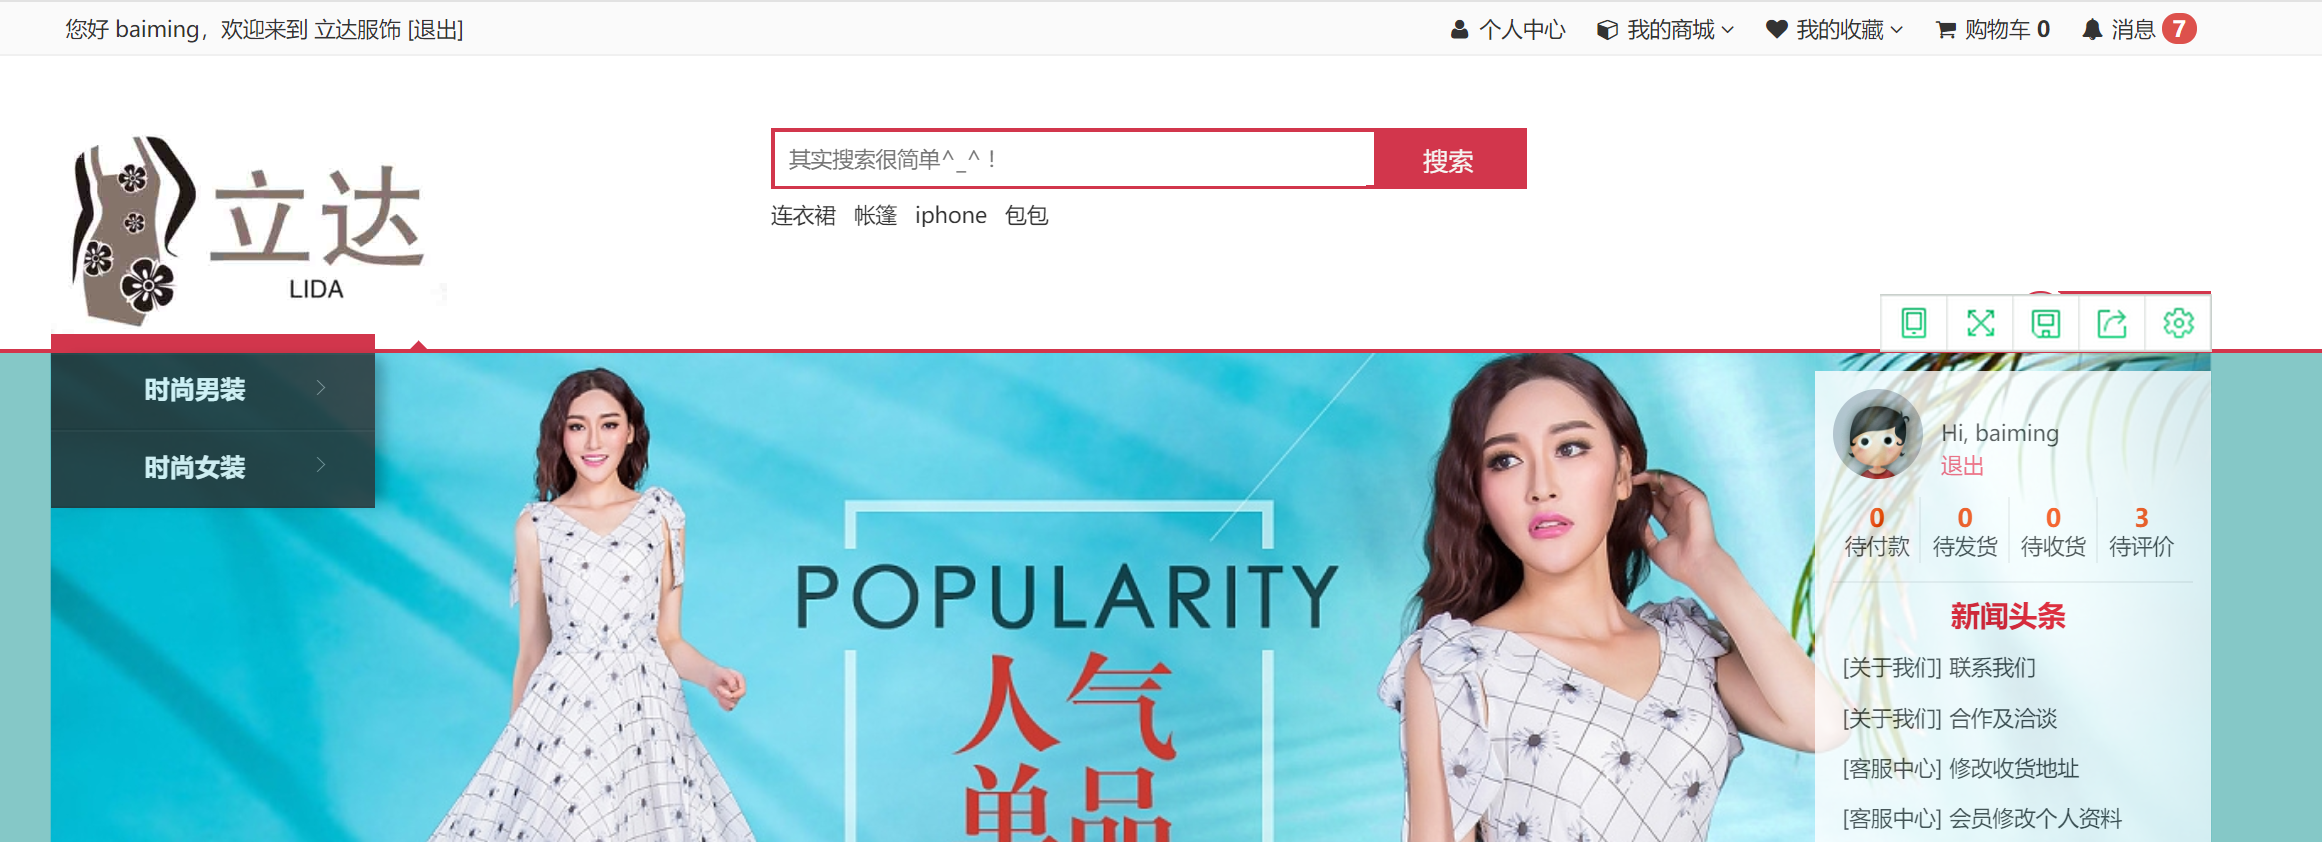 您好 baiming，欢迎来到 立达服饰 [退出]
个人中心 我的商城 我的收藏 购物车 0 消息 7
立达
LIDA
其实搜索很简单^_^！
搜索
连衣裙 帐篷 iphone 包包
时尚男装
时尚女装
POPULARITY
人气
单品
Hi, baiming
退出
0 0 0 3
待付款 待发货 待收货 待评价
新闻头条
[关于我们] 联系我们
[关于我们] 合作及洽谈
[客服中心] 修改收货地址
[客服中心] 会员修改个人资料